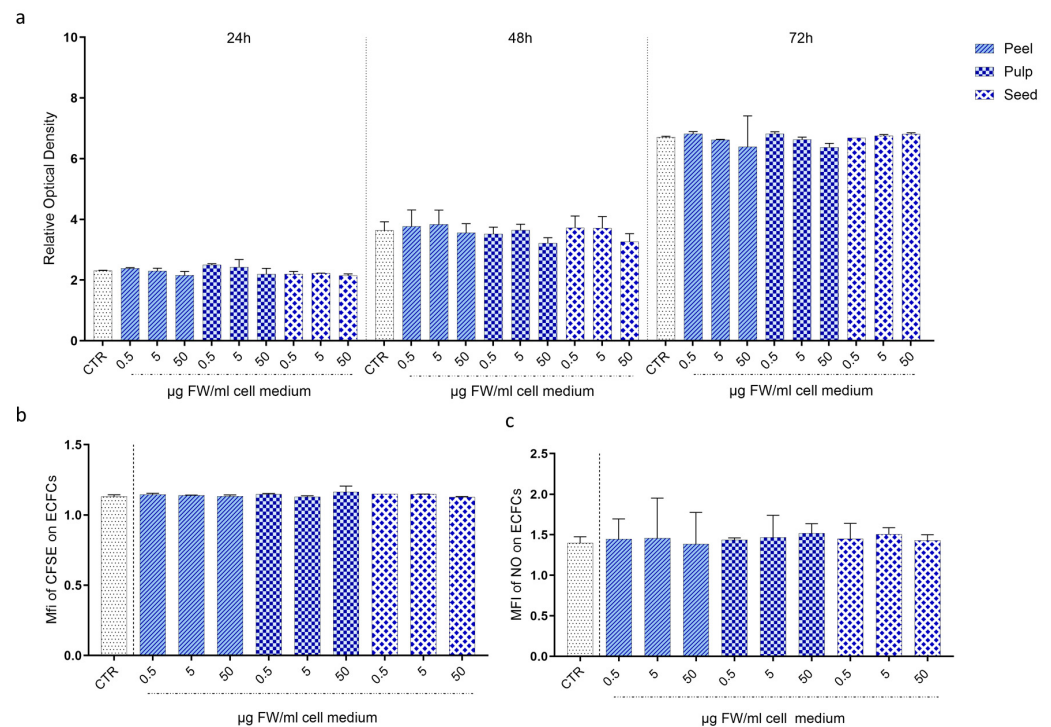 a
24h
48h
72h
Peel
Pulp
Seed
Relative Optical Density
10
8
6
4
2
0
CTR 0.5 5 50 0.5 5 50 0.5 5 50
CTR 0.5 5 50 0.5 5 50 0.5 5 50
CTR 0.5 5 50 0.5 5 50 0.5 5 50
µg FW/ml cell medium
µg FW/ml cell medium
µg FW/ml cell medium
b
Mfi of CFSE on ECFCs
1.5
1.0
0.5
0.0
CTR 0.5 5 50 0.5 5 50 0.5 5 50
µg FW/ml cell medium
c
MFI of NO on ECFCs
2.5
2.0
1.5
1.0
0.5
0.0
CTR 0.5 5 50 0.5 5 50 0.5 5 50
µg FW/ml cell medium